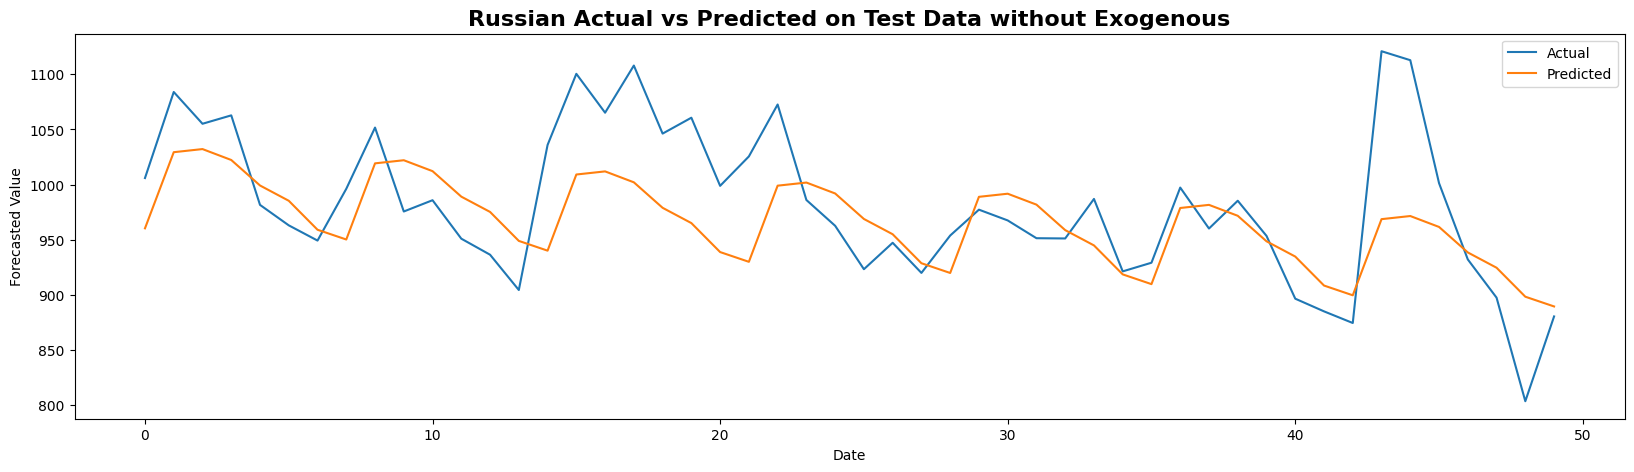 Russian Actual vs Predicted on Test Data without Exogenous
Actual
Predicted
Forecasted Value
1100
1050
1000
950
900
850
800
0
10
20
30
40
50
Date